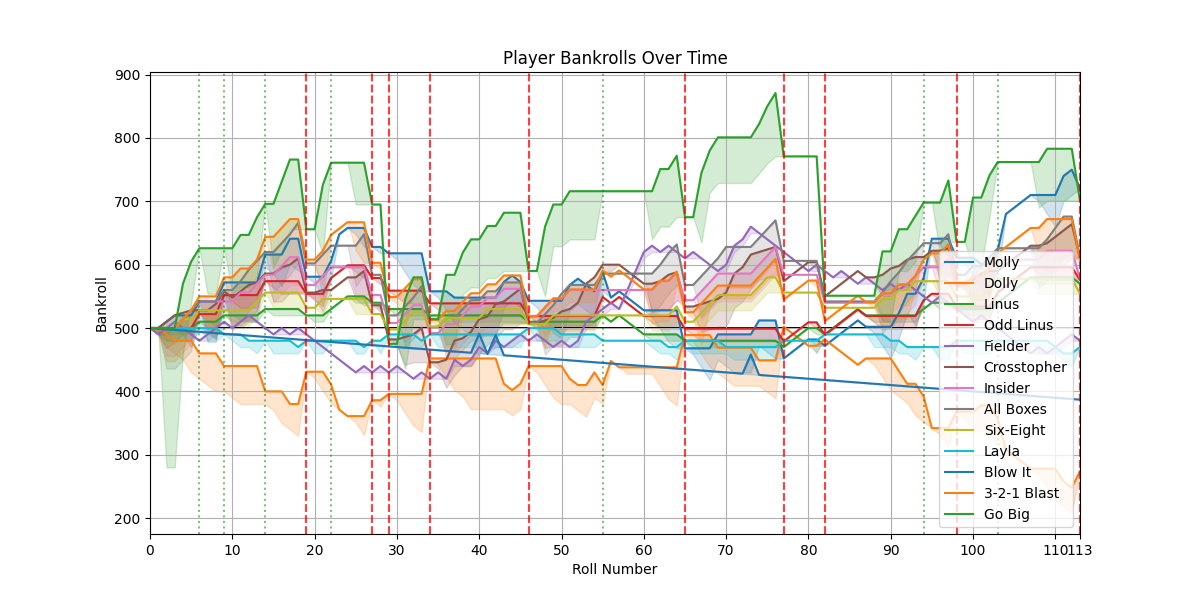 Player Bankrolls Over Time
Bankroll
900
800
700
600
500
400
300
200
0
10
20
30
40
50
60
70
80
90
100
110
113
Roll Number
Molly
Dolly
Linus
Odd Linus
Fielder
Crosstopher
Insider
All Boxes
Six-Eight
Layla
Blow It
3-2-1 Blast
Go Big